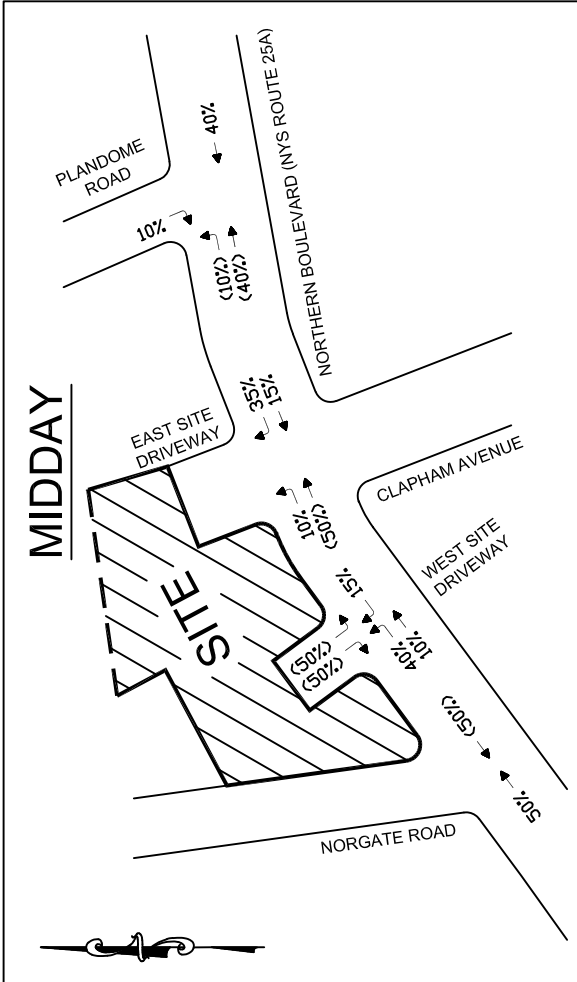 MIDDAY
PLANDOME
ROAD
NORTHERN BOULEVARD (NYS ROUTE 25A)
40%
10%
(10%)
(40%)
EAST SITE
DRIVEWAY
35%
15%
CLAPHAM AVENUE
10%
(50%)
WEST SITE
DRIVEWAY
SITE
15%
(50%)
(50%)
40%
10%
(50%)
50%
NORGATE ROAD